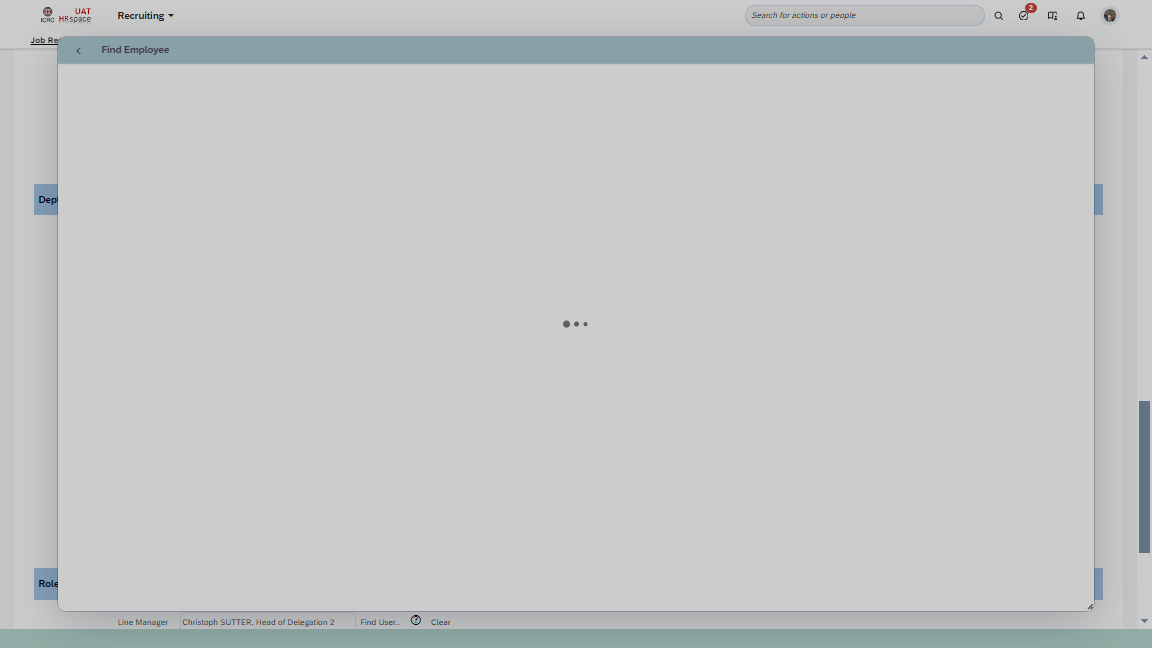 ICRC
UAT
HRspace
Recruiting
Search for actions or people
2
Job Re
Find Employee
Depl
Role
Line Manager
Christoph SUTTER, Head of Delegation 2
Find User..
?
Clear